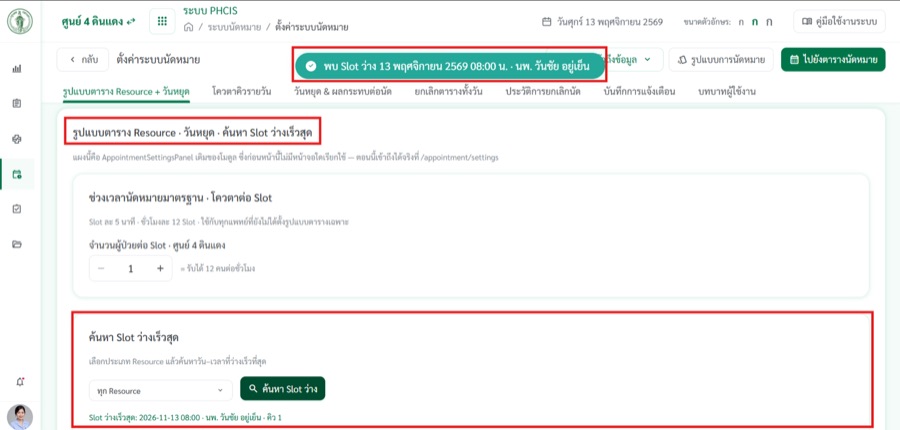 ระบบ PHCIS
ศูนย์ 4 ดินแดง
/ ระบบนัดหมาย / ตั้งค่าระบบนัดหมาย
วันศุกร์ 13 พฤศจิกายน 2569
ขนาดตัวอักษร: ก ก ก
คู่มือใช้งานระบบ
กลับ
ตั้งค่าระบบนัดหมาย
พบ Slot ว่าง 13 พฤศจิกายน 2569 08:00 น. · นพ. วันชัย อยู่เย็น
รูปแบบการนัดหมาย
ไปยังตารางนัดหมาย
รูปแบบตาราง Resource + วันหยุด
โควตาคิวรายวัน
วันหยุด & ผลกระทบต่อนัด
ยกเลิกตารางทั้งวัน
ประวัติการยกเลิกนัด
บันทึกการแจ้งเตือน
บทบาทผู้ใช้งาน
รูปแบบตาราง Resource · วันหยุด · ค้นหา Slot ว่างเร็วสุด
แผงนี้คือ AppointmentSettingsPanel เดิมของโมดูล ซึ่งก่อนหน้านี้ไม่มีหน้าจอใดเรียกใช้ — ตอนนี้เข้าถึงได้จริงที่ /appointment/settings
ช่วงเวลานัดหมายมาตรฐาน · โควตาต่อ Slot
Slot ละ 5 นาที · ชั่วโมงละ 12 Slot · ใช้กับทุกแพทย์ที่ยังไม่ได้ตั้งรูปแบบตารางเฉพาะ
จำนวนผู้ป่วยต่อ Slot · ศูนย์ 4 ดินแดง
− 1 +
= รับได้ 12 คนต่อชั่วโมง
ค้นหา Slot ว่างเร็วสุด
เลือกประเภท Resource แล้วค้นหาวัน-เวลาที่ว่างเร็วที่สุด
ทุก Resource
ค้นหา Slot ว่าง
Slot ว่างเร็วสุด: 2026-11-13 08:00 · นพ. วันชัย อยู่เย็น · คิว 1